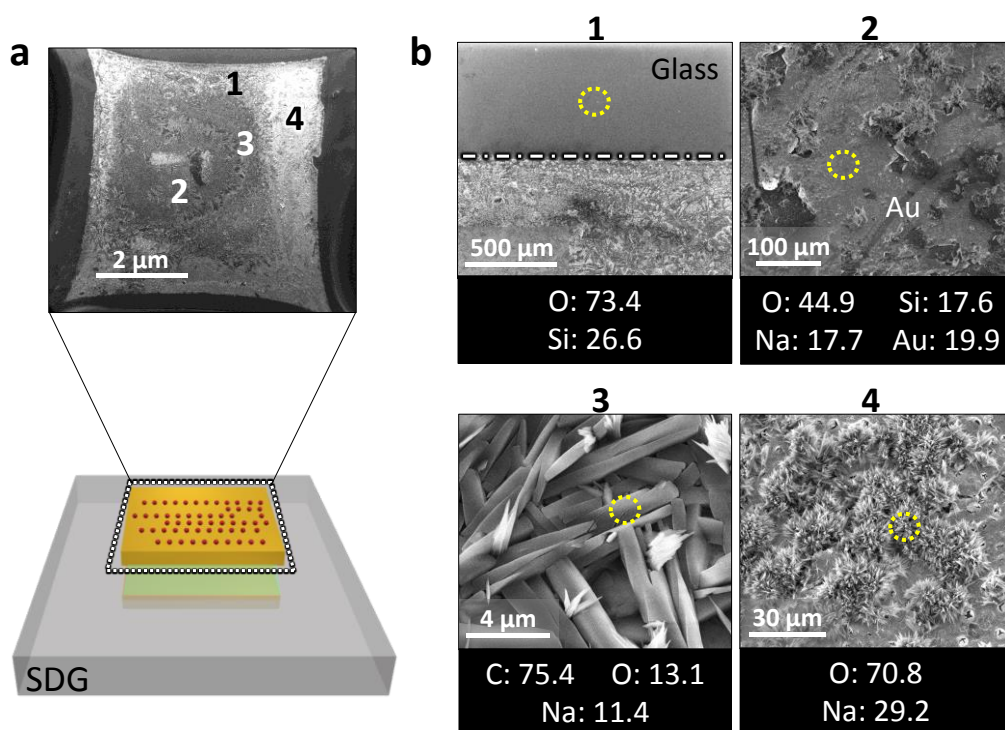 a
1
4
3
2
2 µm
SDG
b
1
Glass
500 µm
O: 73.4
Si: 26.6
2
Au
100 µm
O: 44.9 Si: 17.6
Na: 17.7 Au: 19.9
3
4 µm
C: 75.4 O: 13.1
Na: 11.4
4
30 µm
O: 70.8
Na: 29.2